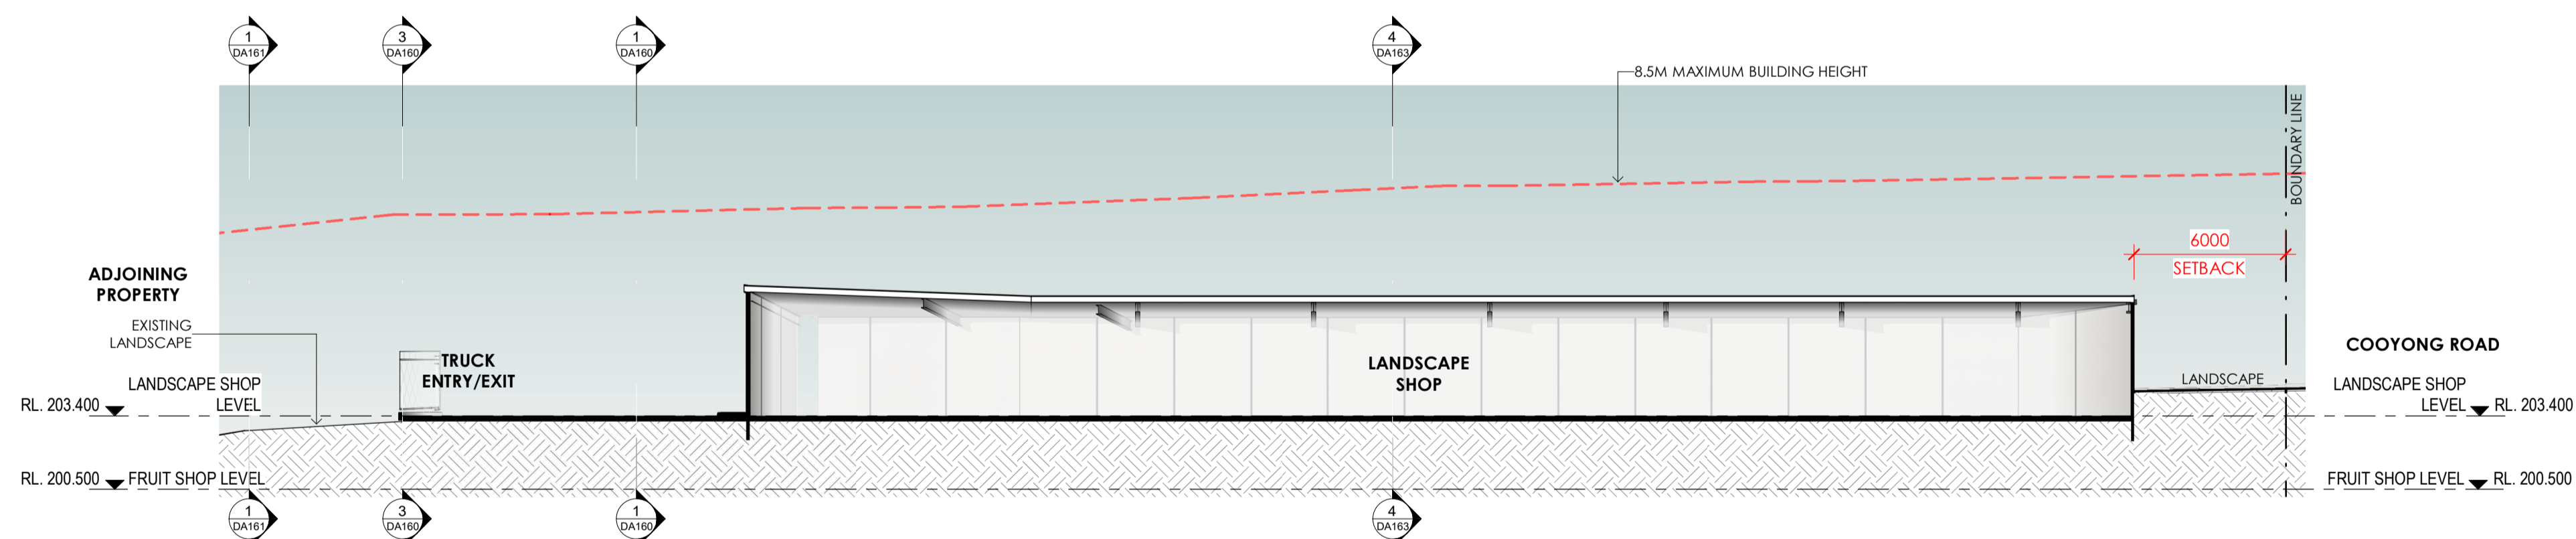 1
DA161
3
DA160
1
DA160
4
DA163
8.5M MAXIMUM BUILDING HEIGHT
BOUNDARY LINE
6000
SETBACK
ADJOINING
PROPERTY
EXISTING
LANDSCAPE
TRUCK
ENTRY/EXIT
LANDSCAPE
SHOP
COOYONG ROAD
LANDSCAPE
LANDSCAPE SHOP
LEVEL
RL. 203.400
LANDSCAPE SHOP
LEVEL
RL. 203.400
RL. 200.500
FRUIT SHOP LEVEL
FRUIT SHOP LEVEL
RL. 200.500
1
DA161
3
DA160
1
DA160
4
DA163